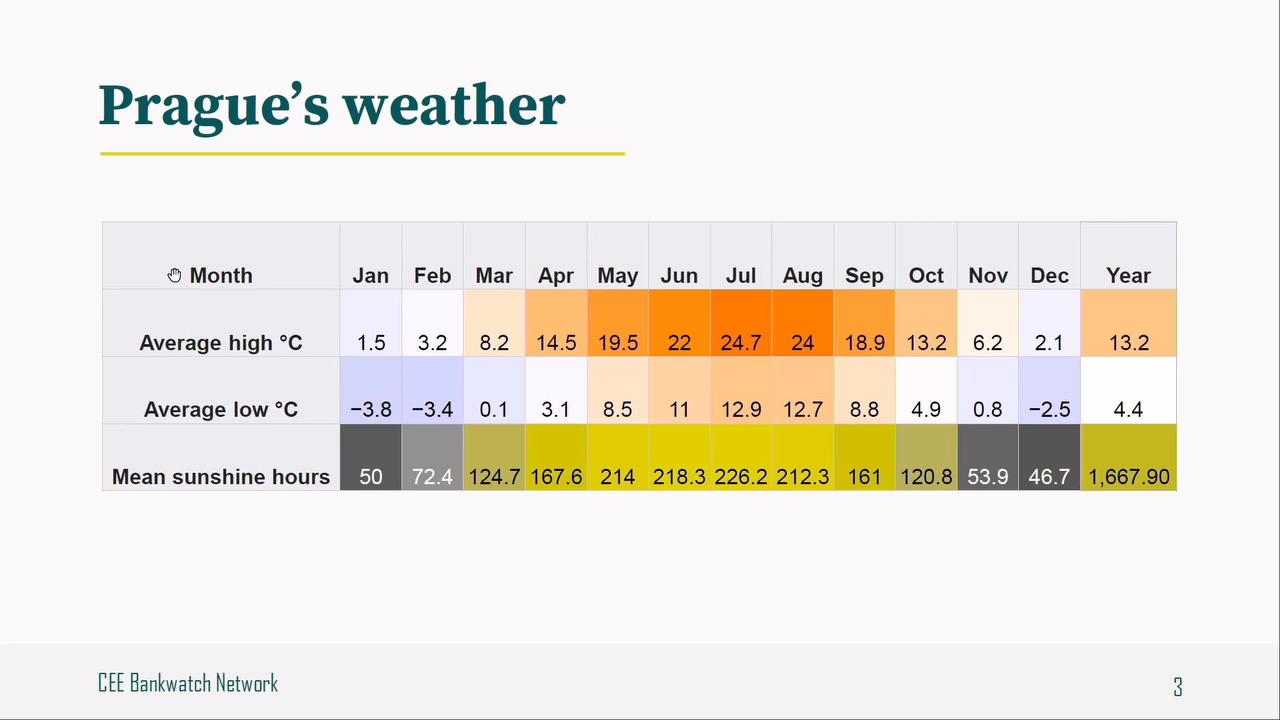 Prague’s weather
Month Jan Feb Mar Apr May Jun Jul Aug Sep Oct Nov Dec Year
Average high °C 1.5 3.2 8.2 14.5 19.5 22 24.7 24 18.9 13.2 6.2 2.1 13.2
Average low °C −3.8 −3.4 0.1 3.1 8.5 11 12.9 12.7 8.8 4.9 0.8 −2.5 4.4
Mean sunshine hours 50 72.4 124.7 167.6 214 218.3 226.2 212.3 161 120.8 53.9 46.7 1,667.90
CEE Bankwatch Network 3